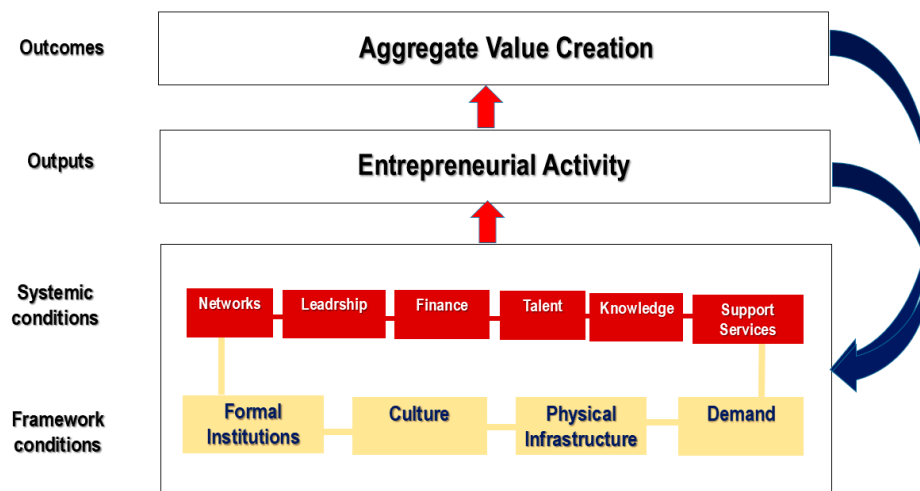 Outcomes
Aggregate Value Creation
Outputs
Entrepreneurial Activity
Systemic
conditions
Networks
Leadrship
Finance
Talent
Knowledge
Support
Services
Framework
conditions
Formal
Institutions
Culture
Physical
Infrastructure
Demand